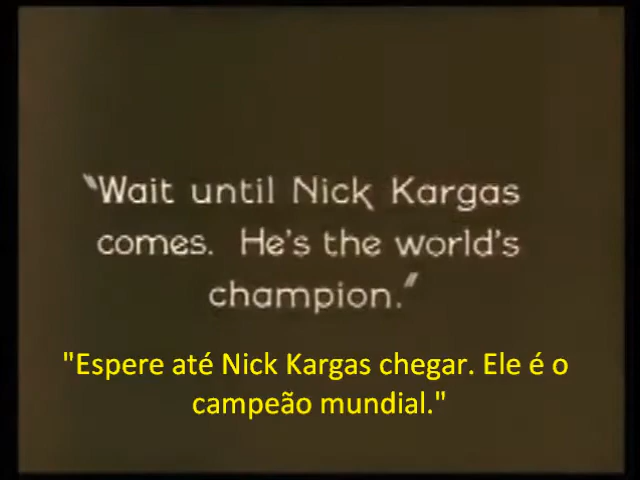 "Wait until Nick Kargas
comes. He's the world's
champion."
"Espere até Nick Kargas chegar. Ele é o
campeão mundial."